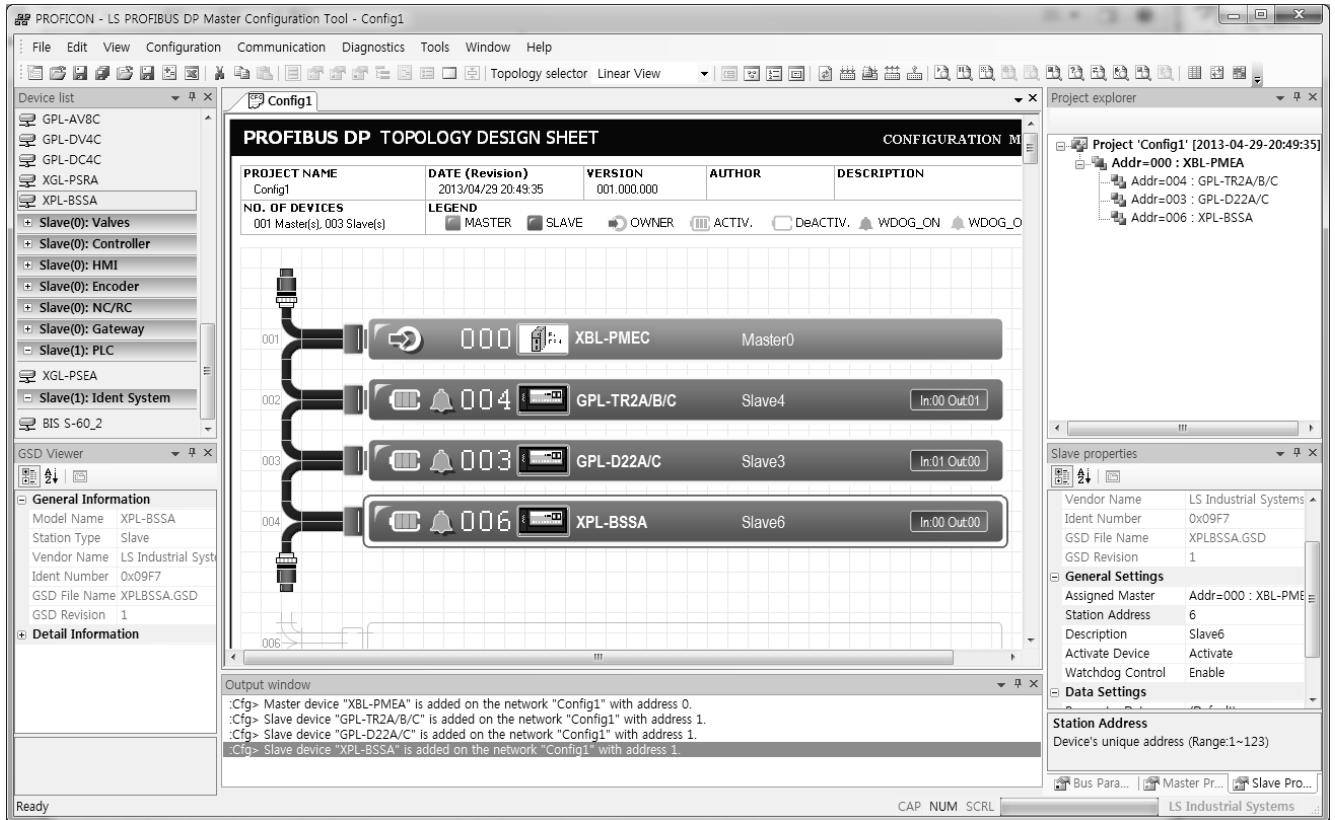 PROFICON - LS PROFIBUS DP Master Configuration Tool - Config1
File Edit View Configuration Communication Diagnostics Tools Window Help
Topology selector Linear View
Device list
GPL-AV8C
GPL-DV4C
GPL-DC4C
XGL-PSRA
XPL-BSSA
Slave(0): Valves
Slave(0): Controller
Slave(0): HMI
Slave(0): Encoder
Slave(0): NC/RC
Slave(0): Gateway
Slave(1): PLC
XGL-PSEA
Slave(1): Ident System
BIS S-60_2
GSD Viewer
General Information
Model Name XPL-BSSA
Station Type Slave
Vendor Name LS Industrial Syste
Ident Number 0x09F7
GSD File Name XPLBSSA.GSD
GSD Revision 1
Detail Information
Config1
PROFIBUS DP TOPOLOGY DESIGN SHEET CONFIGURATION M
PROJECT NAME DATE (Revision) VERSION AUTHOR DESCRIPTION
Config1 2013/04/29 20:49:35 001.000.000
NO. OF DEVICES LEGEND
001 Master(s), 003 Slave(s) MASTER SLAVE OWNER ACTIV. DeACTIV. WDOG_ON WDOG_O
001 000 XBL-PMEC Master0
002 004 GPL-TR2A/B/C Slave4 In:00 Out:01
003 003 GPL-D22A/C Slave3 In:01 Out:00
004 006 XPL-BSSA Slave6 In:00 Out:00
006
Output window
:Cfg> Master device "XBL-PMEA" is added on the network "Config1" with address 0.
:Cfg> Slave device "GPL-TR2A/B/C" is added on the network "Config1" with address 1.
:Cfg> Slave device "GPL-D22A/C" is added on the network "Config1" with address 1.
:Cfg> Slave device "XPL-BSSA" is added on the network "Config1" with address 1.
Project explorer
Project 'Config1' [2013-04-29-20:49:35]
Addr=000 : XBL-PMEA
Addr=004 : GPL-TR2A/B/C
Addr=003 : GPL-D22A/C
Addr=006 : XPL-BSSA
Slave properties
Vendor Name LS Industrial Systems
Ident Number 0x09F7
GSD File Name XPLBSSA.GSD
GSD Revision 1
General Settings
Assigned Master Addr=000 : XBL-PME
Station Address 6
Description Slave6
Activate Device Activate
Watchdog Control Enable
Data Settings
Station Address
Device's unique address (Range:1~123)
Bus Para... Master Pr... Slave Pro...
Ready CAP NUM SCRL LS Industrial Systems